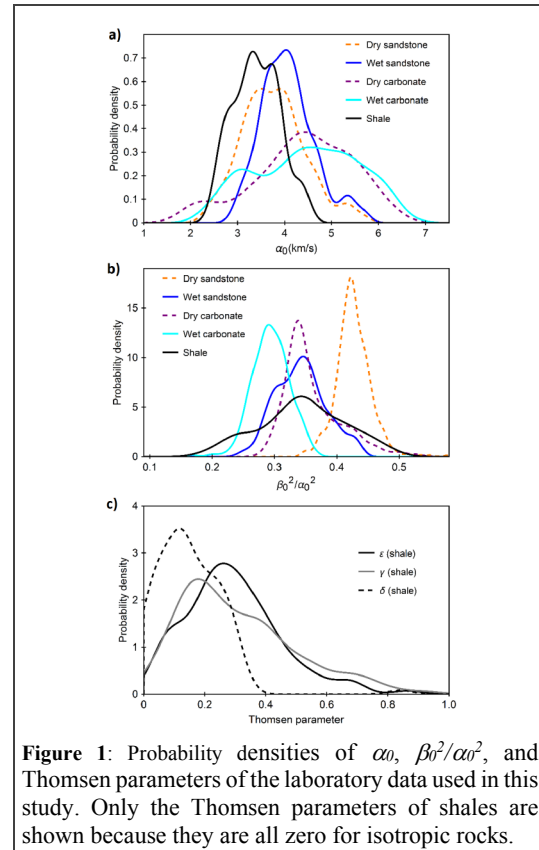 a)
Dry sandstone
Wet sandstone
Dry carbonate
Wet carbonate
Shale
Probability density
0.7
0.6
0.5
0.4
0.3
0.2
0.1
0
1 2 3 4 5 6 7
α0(km/s)
b)
Dry sandstone
Wet sandstone
Dry carbonate
Wet carbonate
Shale
Probability density
15
10
5
0
0.1 0.2 0.3 0.4 0.5
β0²/α0²
c)
ε (shale)
γ (shale)
δ (shale)
Probability density
4
3
2
1
0
0 0.2 0.4 0.6 0.8 1.0
Thomsen parameter
Figure 1: Probability densities of α0, β0²/α0², and
Thomsen parameters of the laboratory data used in this
study. Only the Thomsen parameters of shales are
shown because they are all zero for isotropic rocks.